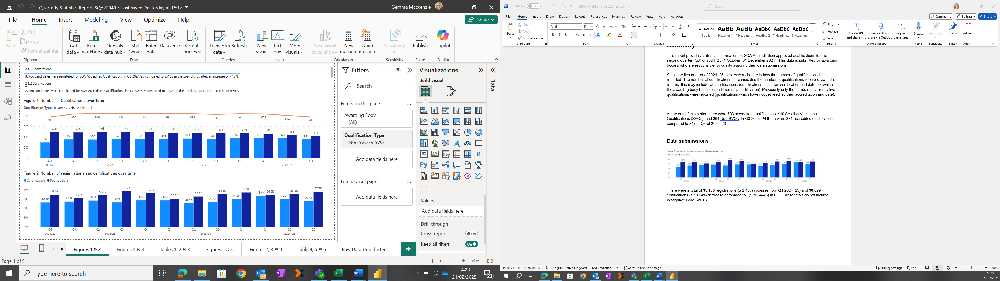 Quarterly Statistics Report-SQA22949 • Last saved: Yesterday at 16:17
Gemma Mackenzie
File Home Insert Modeling View Optimize Help
Share
Paste
Cut
Copy
Format painter
Get data
Excel workbook
OneLake data hub
SQL Server
Enter data
Dataverse
Recent sources
Transform data
Refresh
New visual
Text box
More visuals
New visual calculation
New measure
Quick measure
Sensitivity
Publish
Copilot
Clipboard
Data
Queries
Insert
Calculations
Sensitivity
Share
Copilot
2.1.1 Registrations
37706 candidates were registered for SQA Accredited Qualifications in Q3 2024/25 compared to 35183 in the previous quarter; an increase of 7.17%.
2.1.2 Certifications
27458 candidates were certificated for SQA Accredited Qualifications in Q3 2024/25 compared to 30029 in the previous quarter; a decrease of 8.56%.
Figure 1: Number of Qualifications over time
Qualification Type Non SVQ SVQ Total
800
785 838 848 847 850 846 843 831 843 839 812 783
600
297 488 352 486 350 498 354 493 356 494 365 481 369 474 358 473 374 469 377 462 376 436 364 419
400
200
0
Q4 Q1 Q2 Q3 Q4 Q1 Q2 Q3 Q4 Q1 Q2 Q3
2021/22 2022/23 2023/24 2024/25
Figure 2: Number of registrations and certifications over time
Certifications Registrations
40K
26.1K 34.6K 27.1K 30.8K 28.3K 34.1K 26.2K 38.2K 28.5K 36.2K 28.5K 30.3K 25.6K 32.5K 26.5K 35.3K 29.8K 37.1K 33.4K 34.3K 30.0K 35.2K 27.5K 37.7K
30K
20K
10K
0K
Q4 Q1 Q2 Q3 Q4 Q1 Q2 Q3 Q4 Q1 Q2 Q3
2021/22 2022/23 2023/24 2024/25
Filters
Search
Filters on this page
Awarding Body
is (All)
Qualification Type
is Non SVQ or SVQ
Add data fields here
Filters on all pages
Add data fields here
Visualizations
Build visual
123
R
Py
123
Values
Add data fields here
Drill through
Cross-report
Off
Keep all filters
On
Data
Figures 1 & 2
Figures 3 & 4
Tables 1, 2 & 3
Figures 5 & 6
Figures 7, 8 & 9
Table 4, 5 & 6
Raw Data Unredacted
Page 1 of 9
63%
Type here to search
14:23
21/02/2025
23
AutoSave Off
DRAFT highlights Q3 2024-25.docx
Search
File Home Insert Draw Design Layout References Mailings Review View Help Acrobat
Comments
Editing
Share
Paste
Cut
Copy
Format Painter
Arial
11
AaBbC
¶ bullet
AaBb
Heading 1
AaBb
¶ Heading...
AaBbC
Heading 2
AaBbC
¶ Heading...
AaBbC
¶ Heading...
Find
Replace
Select
Create PDF and Share link
Create PDF and Share via Outlook
Request Signatures
Dictate
Sensitivity
Editor
Add-ins
Clipboard
Font
Paragraph
Styles
Editing
Adobe Acrobat
Voice
Sensitivity
Editor
Add-ins
Summary
This report provides statistical information on SQA Accreditation approved qualifications for the
second quarter (Q3) of 2024–25 (1 October–31 December 2024). This data is submitted by awarding
bodies, who are responsible for quality assuring their data submissions.
Since the first quarter of 2024–25 there was a change in how the number of qualifications is
reported. The number of qualifications here indicates the number of qualifications received via data
returns; this may include late certifications (qualifications past their certification end date, for which
the awarding body has indicated there is a certification). Previously only the number of currently live
qualifications were reported (qualifications which have not yet reached their accreditation end date).
At the end of this period there were 783 accredited qualifications: 419 Scottish Vocational
Qualifications (SVQs), and 364 Non-SVQs. In Q3 2023–24 there were 831 accredited qualifications,
compared to 847 in Q3 of 2022–23.
Data submissions
Figure 2: Number of registrations and certifications over time
Certifications Registrations
There were a total of 35,183 registrations (a 2.43% increase from Q1 2024–25) and 30,029
certifications (a 10.04% decrease compared to Q1 2024–25) in Q2. (These totals do not include
Workplace Core Skills.)
Page 3 of 16
2156 words
English (United Kingdom)
Text Predictions: On
Accessibility: Good to go
Display Settings
Focus
100%
14:23
21/02/2025